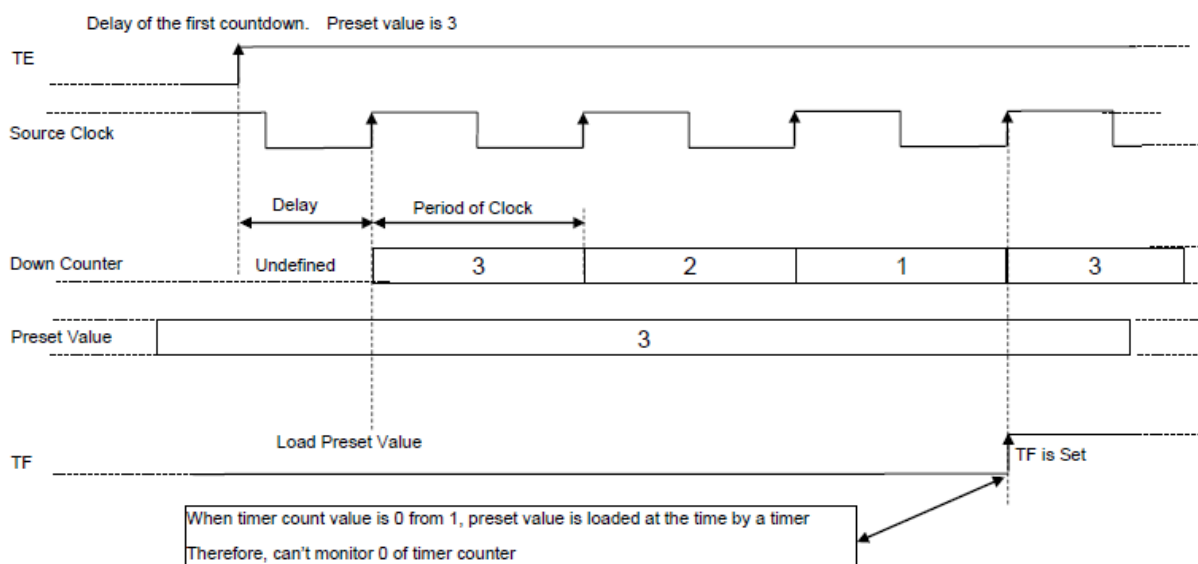 Delay of the first countdown. Preset value is 3
TE
Source Clock
Delay
Period of Clock
Down Counter
Undefined
3
2
1
3
Preset Value
3
Load Preset Value
TF
TF is Set
When timer count value is 0 from 1, preset value is loaded at the time by a timer
Therefore, can't monitor 0 of timer counter